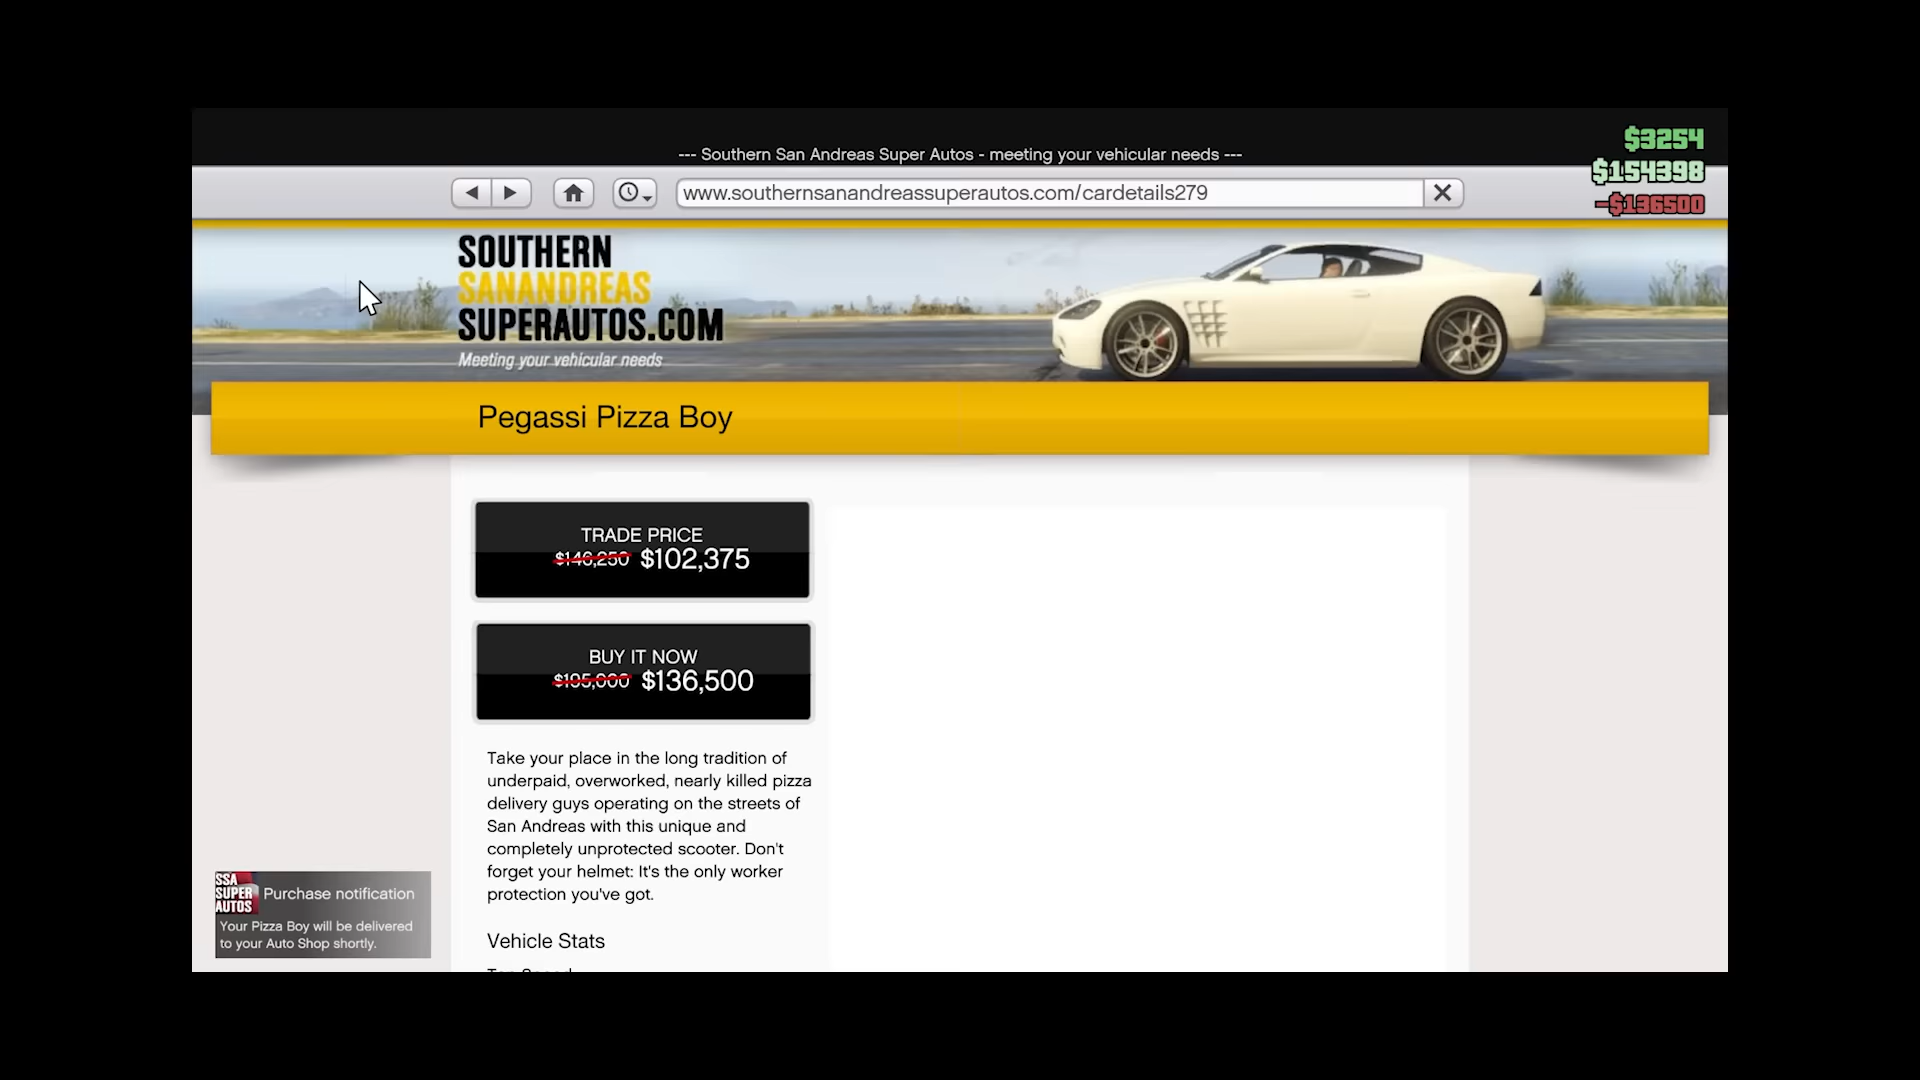 $3254
--- Southern San Andreas Super Autos - meeting your vehicular needs ---
$154398
www.southernsanandreassuperautos.com/cardetails279
-$136500
SOUTHERN
SANANDREAS
SUPERAUTOS.COM
Meeting your vehicular needs
Pegassi Pizza Boy
TRADE PRICE
$146,250 $102,375
BUY IT NOW
$195,000 $136,500
Take your place in the long tradition of
underpaid, overworked, nearly killed pizza
delivery guys operating on the streets of
San Andreas with this unique and
completely unprotected scooter. Don't
forget your helmet: It's the only worker
protection you've got.
Vehicle Stats
Top Speed
SSA
SUPER
AUTOS
Purchase notification
Your Pizza Boy will be delivered
to your Auto Shop shortly.